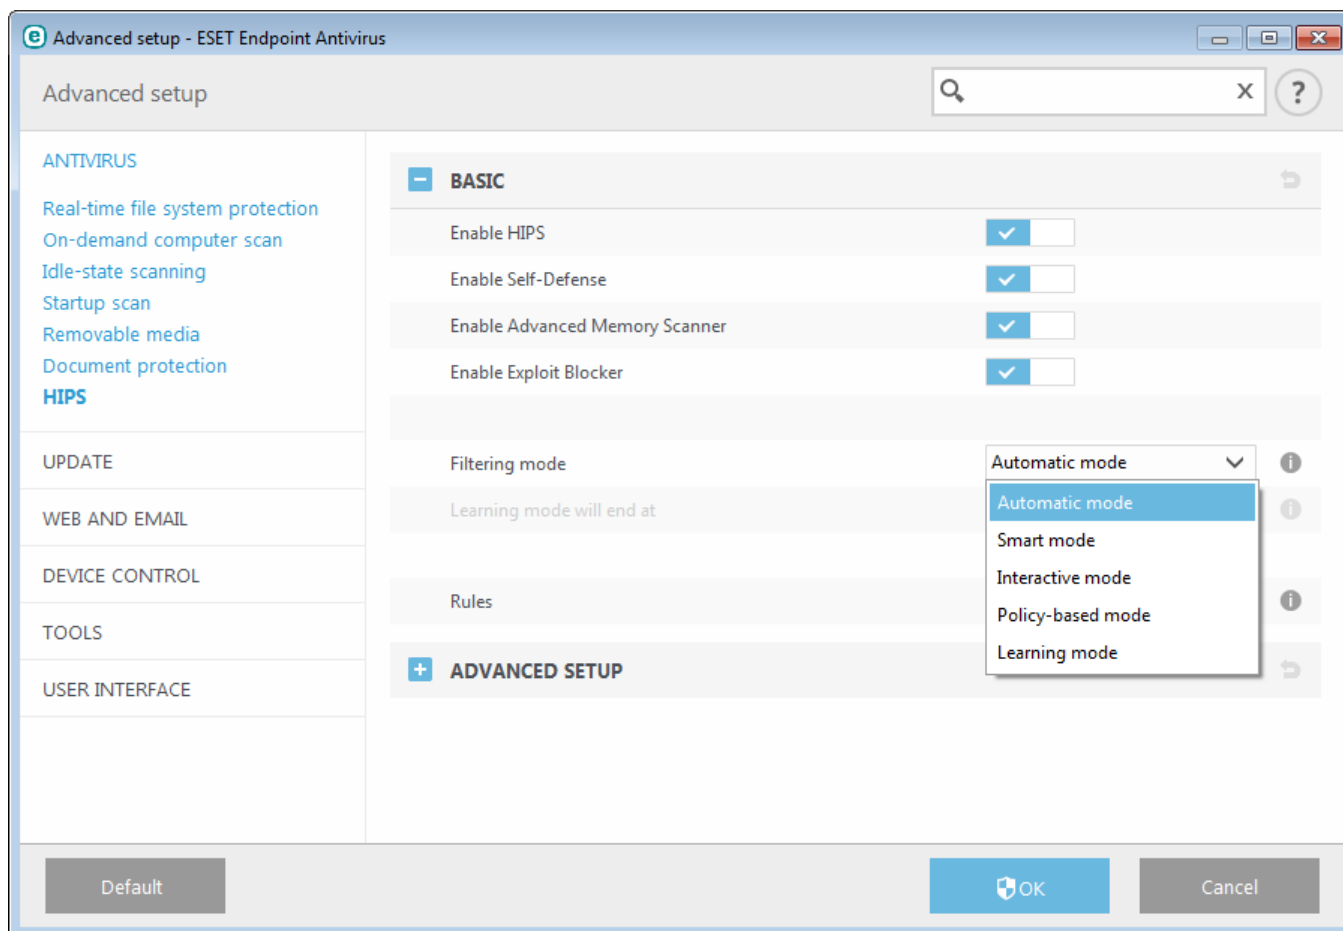 Advanced setup - ESET Endpoint Antivirus
Advanced setup
ANTIVIRUS
Real-time file system protection
On-demand computer scan
Idle-state scanning
Startup scan
Removable media
Document protection
HIPS
UPDATE
WEB AND EMAIL
DEVICE CONTROL
TOOLS
USER INTERFACE
BASIC
Enable HIPS
Enable Self-Defense
Enable Advanced Memory Scanner
Enable Exploit Blocker
Filtering mode
Automatic mode
Learning mode will end at
Automatic mode
Smart mode
Interactive mode
Policy-based mode
Learning mode
Rules
ADVANCED SETUP
Default
OK
Cancel